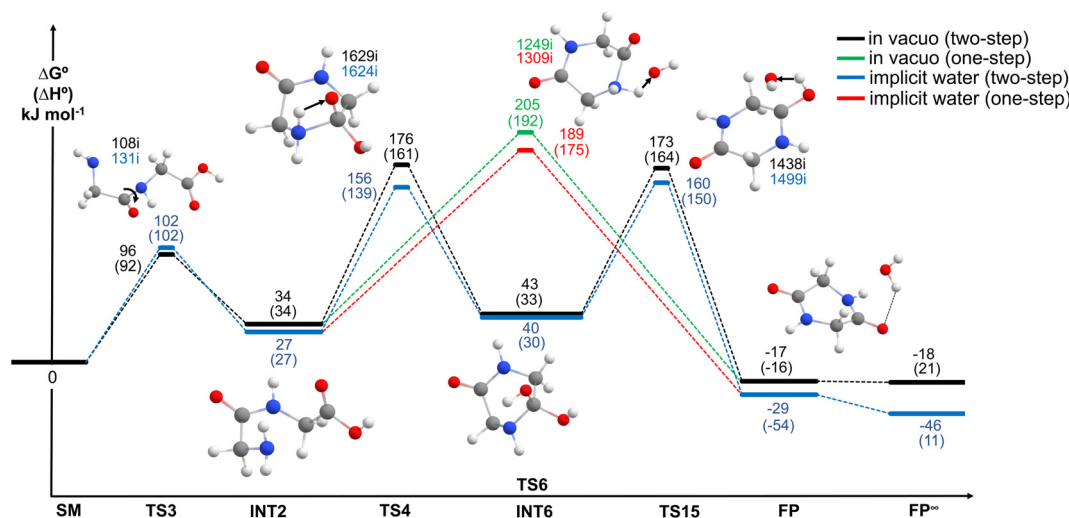 ΔGº
(ΔHº)
kJ mol⁻¹
in vacuo (two-step)
in vacuo (one-step)
implicit water (two-step)
implicit water (one-step)
108i
131i
1629i
1624i
1249i
1309i
1438i
1499i
102
(102)
96
(92)
34
(34)
27
(27)
176
(161)
156
(139)
205
(192)
189
(175)
43
(33)
40
(30)
173
(164)
160
(150)
-17
(-16)
-29
(-54)
-18
(21)
-46
(11)
0
TS6
SM TS3 INT2 TS4 INT6 TS15 FP FP∞